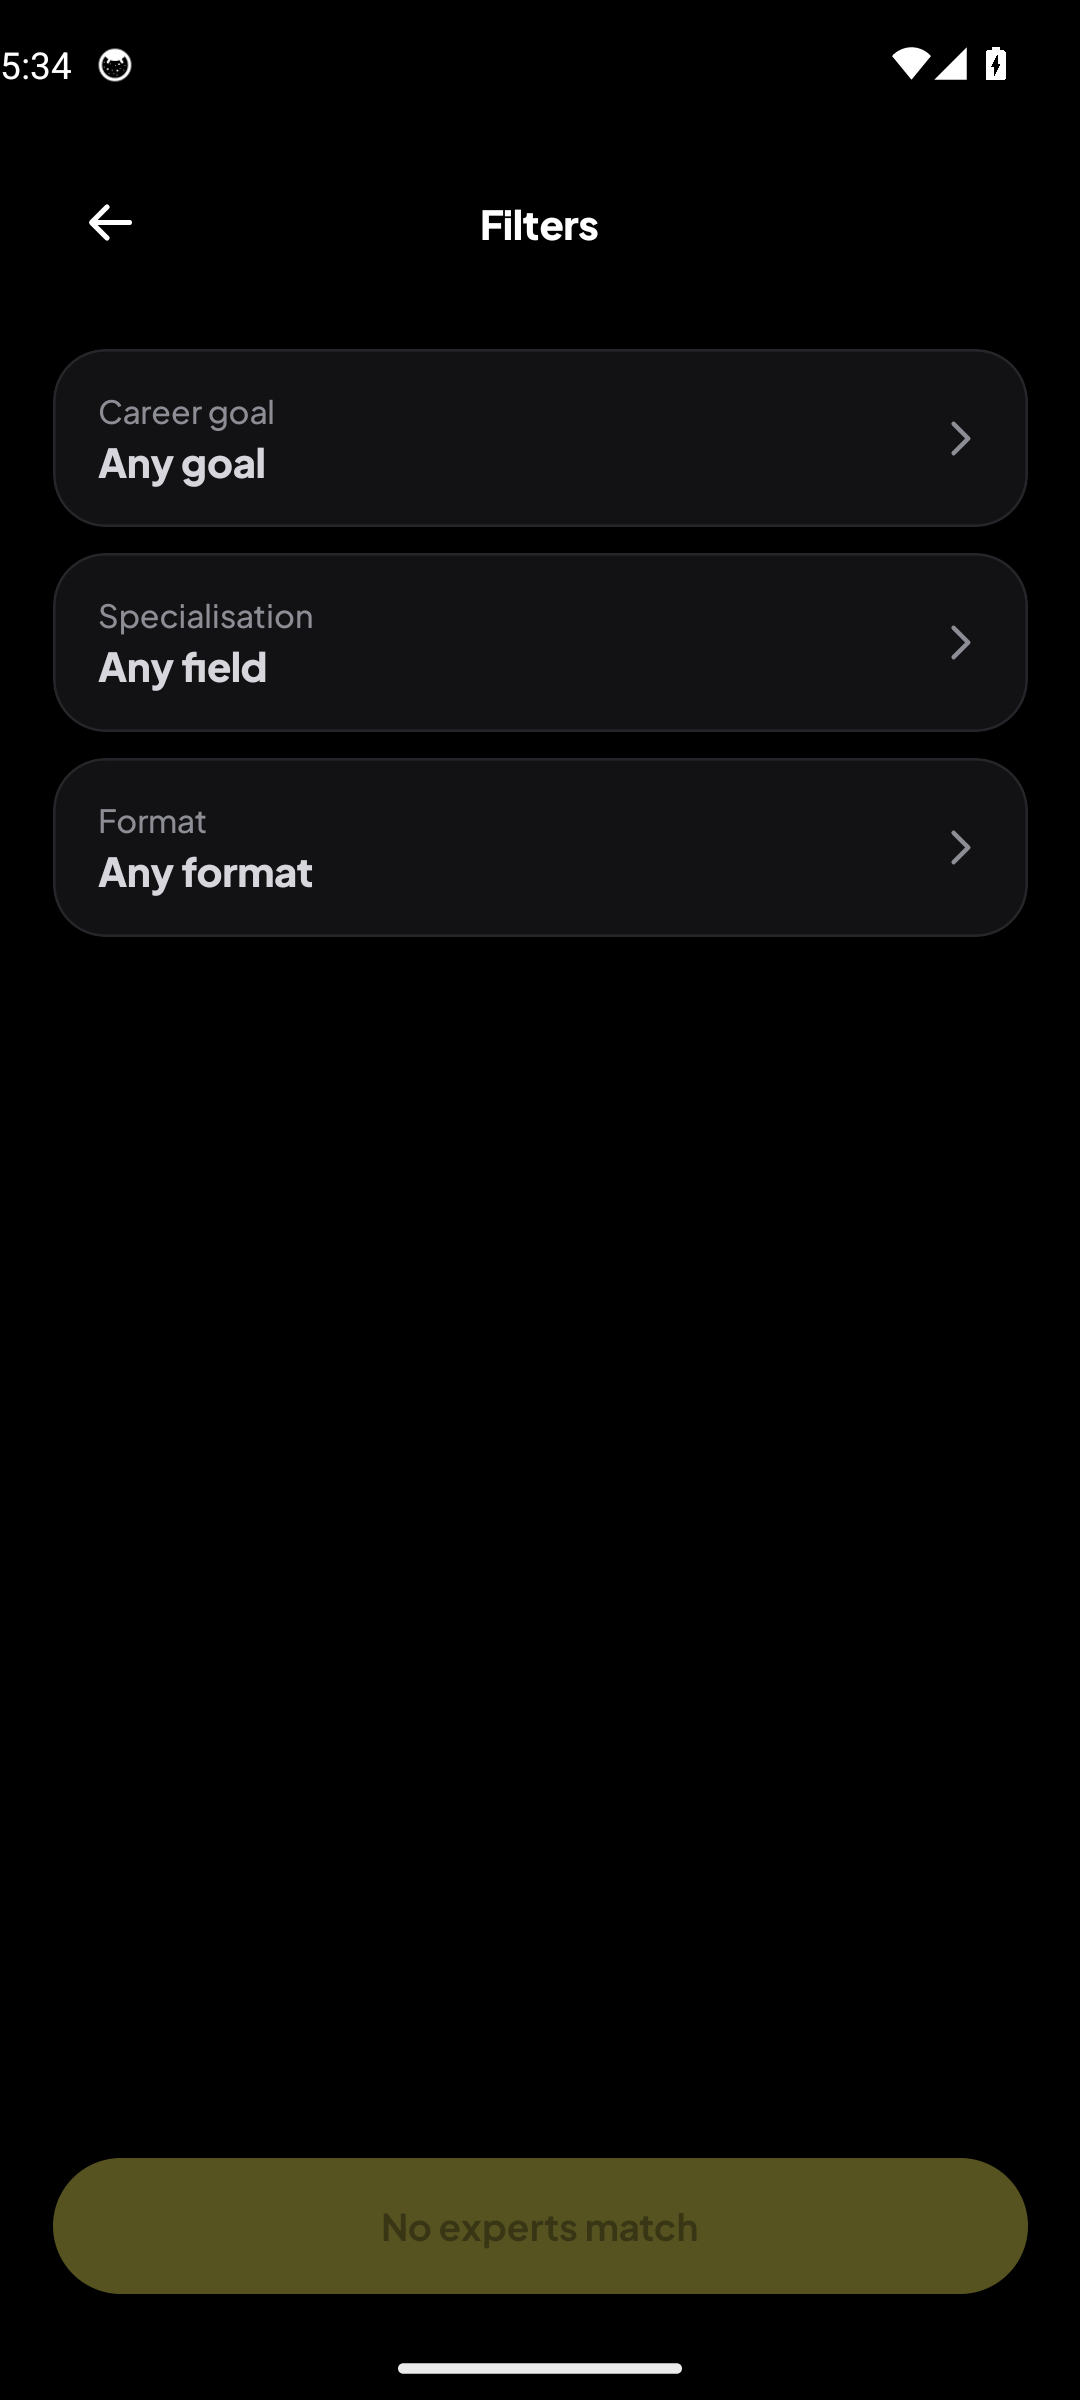 5:34
Filters
Career goal
Any goal
Specialisation
Any field
Format
Any format
No experts match